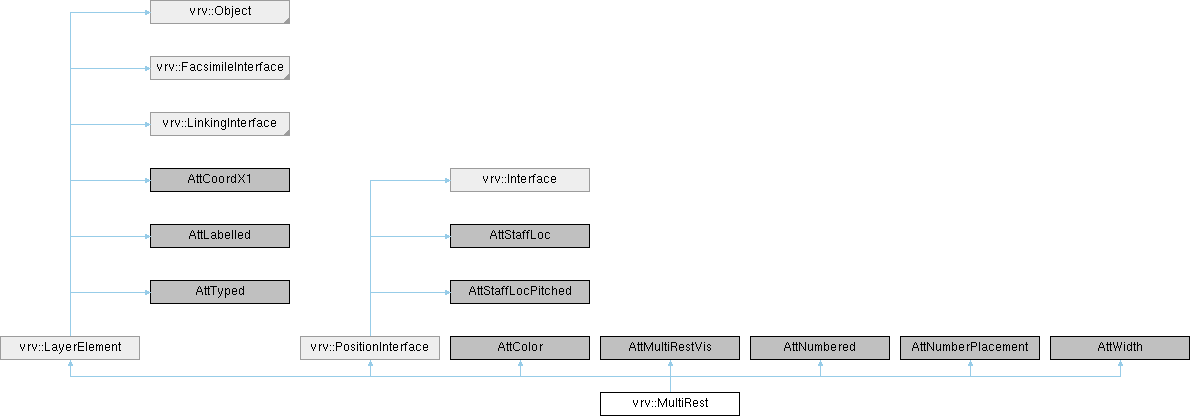 vrv::Object
vrv::FacsimileInterface
vrv::LinkingInterface
AttCoordX1
vrv::Interface
AttLabelled
AttStaffLoc
AttTyped
AttStaffLocPitched
vrv::LayerElement
vrv::PositionInterface
AttColor
AttMultiRestVis
AttNumbered
AttNumberPlacement
AttWidth
vrv::MultiRest